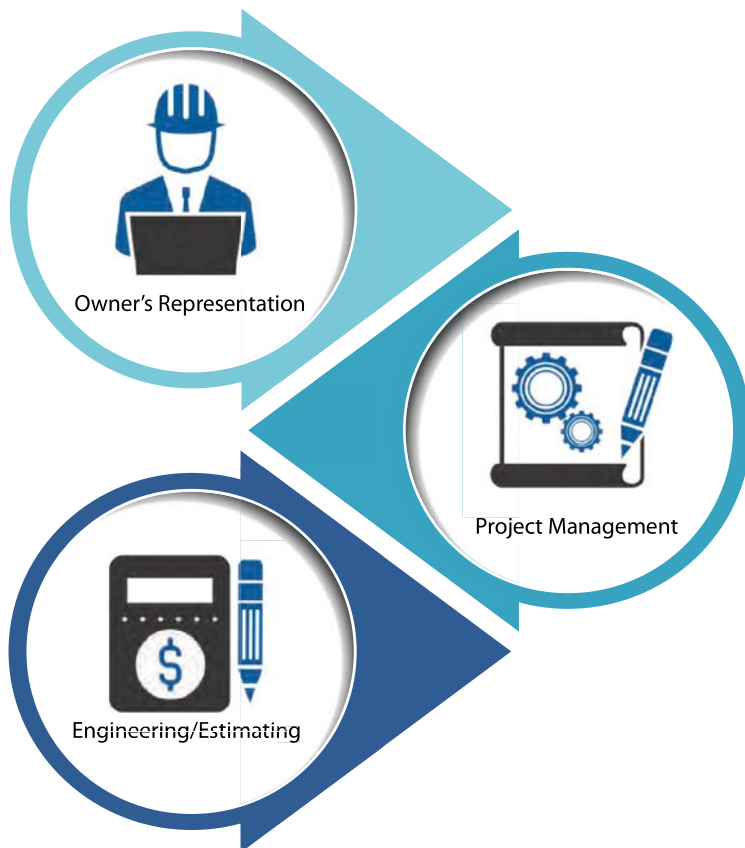 Owner’s Representation
Project Management
$
Engineering/Estimating